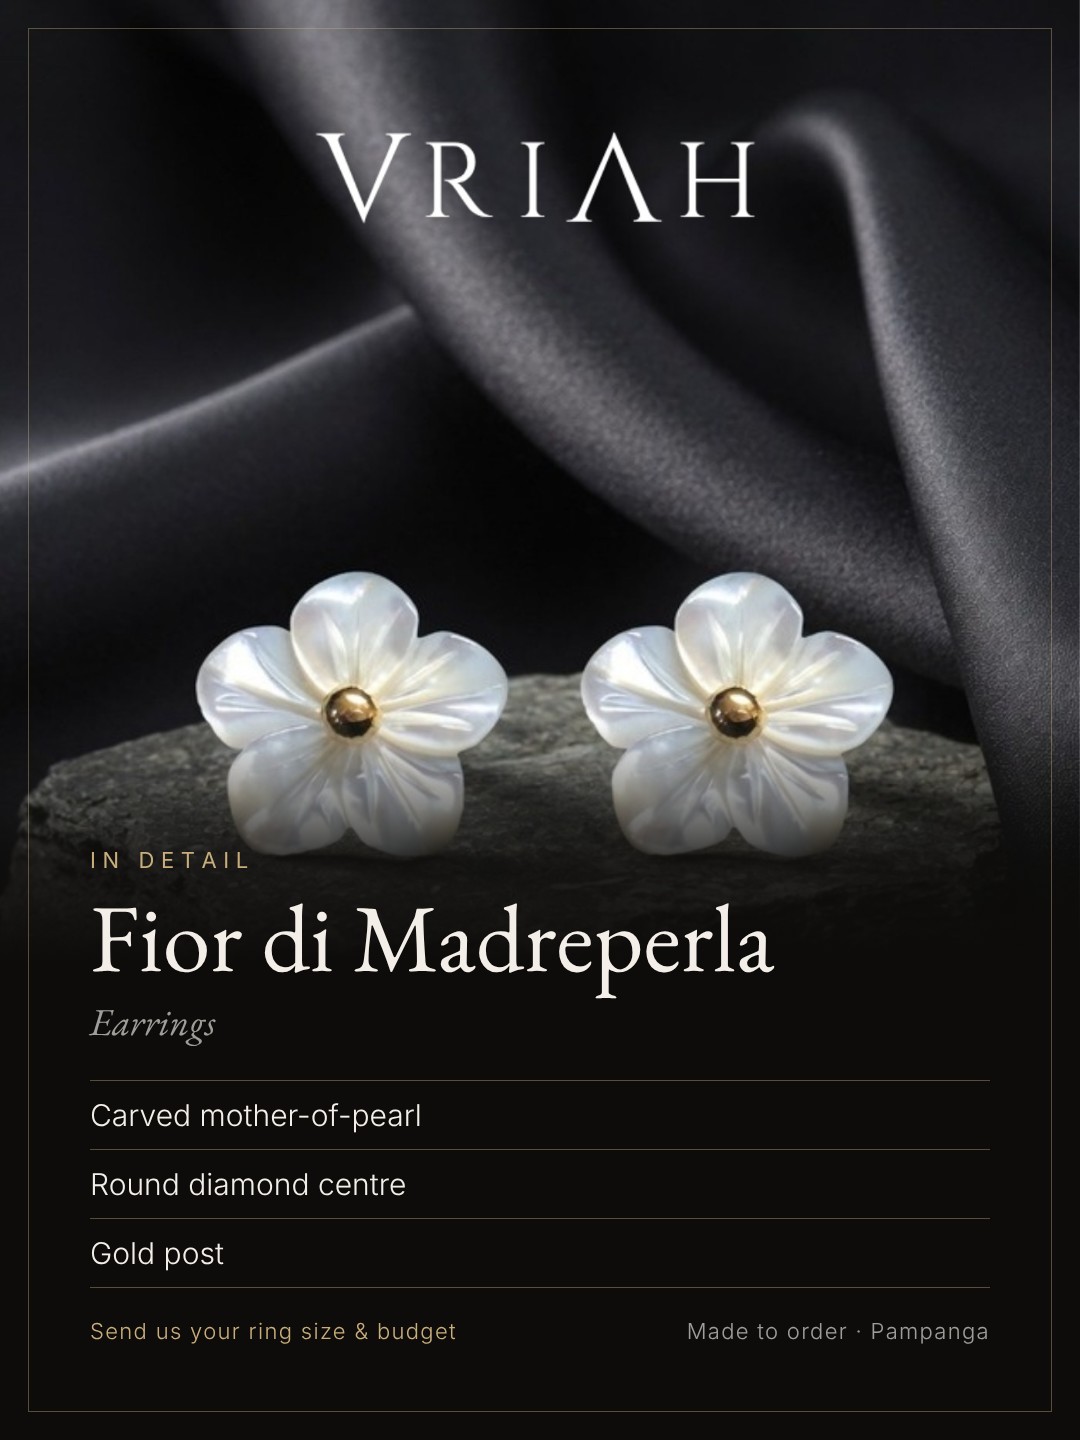 VRIAH
IN DETAIL
Fior di Madreperla
Earrings
Carved mother-of-pearl
Round diamond centre
Gold post
Send us your ring size & budget
Made to order · Pampanga